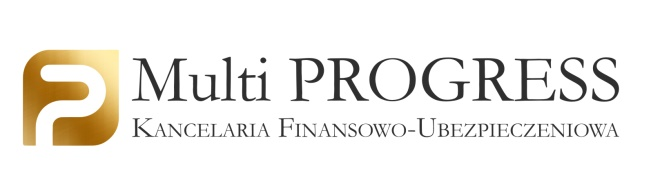 Multi PROGRESS
KANCELARIA FINANSOWO-UBEZPIECZENIOWA